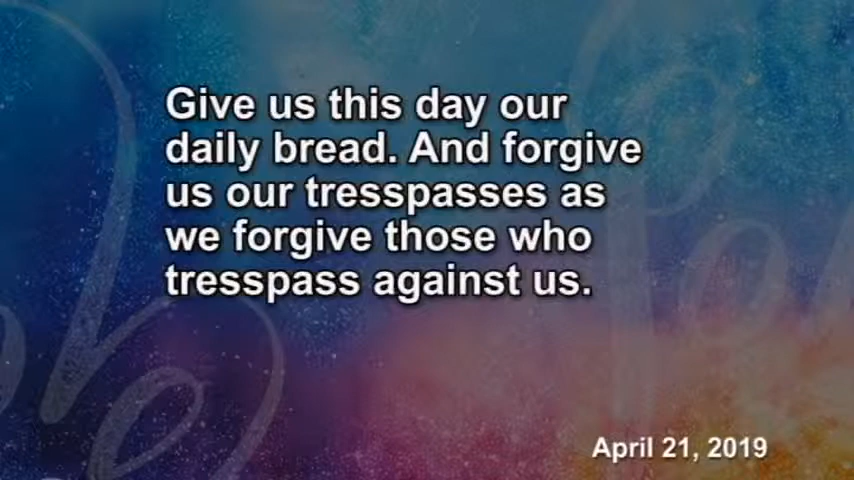 Give us this day our
daily bread. And forgive
us our tresspasses as
we forgive those who
tresspass against us.
April 21, 2019